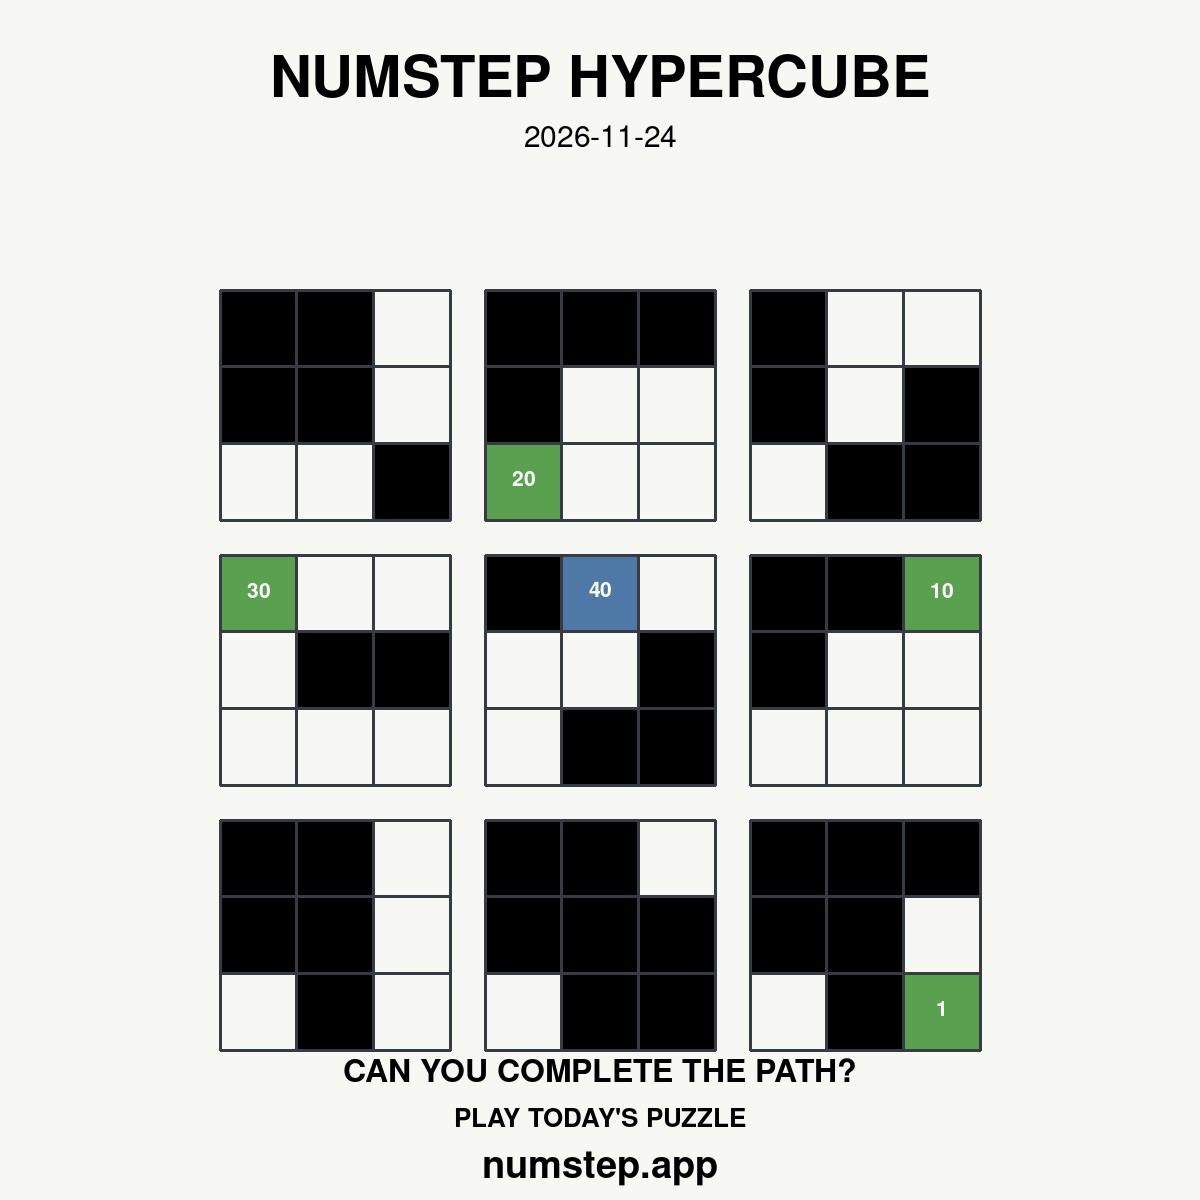 NUMSTEP HYPERCUBE
2026-11-24
20
30
40
10
1
CAN YOU COMPLETE THE PATH?
PLAY TODAY'S PUZZLE
numstep.app